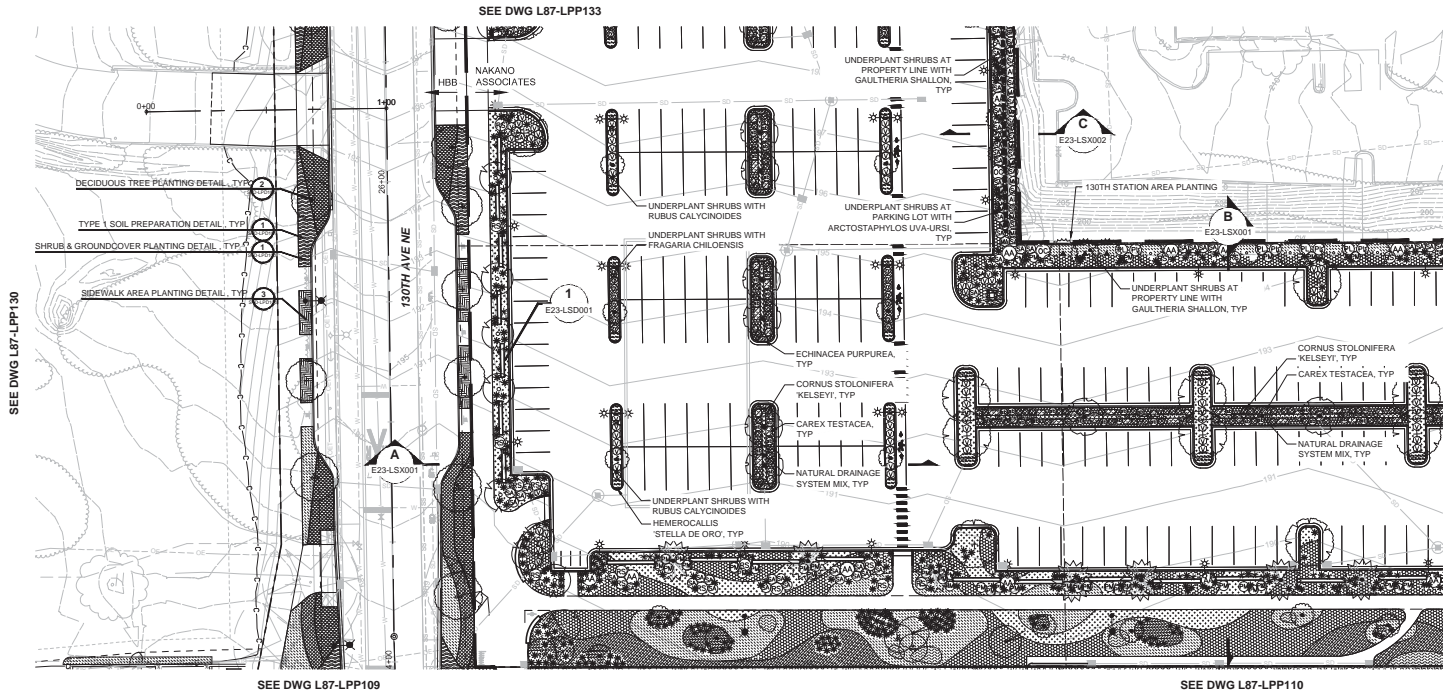 SEE DWG L87-LPP133
HBB
NAKANO
ASSOCIATES
0+00
1+00
26+00
130TH AVE NE
DECIDUOUS TREE PLANTING DETAIL , TYP
2
TYPE 1 SOIL PREPARATION DETAIL, TYP
1
SHRUB & GROUNDCOVER PLANTING DETAIL , TYP
SIDEWALK AREA PLANTING DETAIL , TYP
3
SEE DWG L87-LPP130
UNDERPLANT SHRUBS AT
PROPERTY LINE WITH
GAULTHERIA SHALLON,
TYP
C
E23-LSX002
UNDERPLANT SHRUBS WITH
RUBUS CALYCINOIDES
UNDERPLANT SHRUBS AT
PARKING LOT WITH
ARCTOSTAPHYLOS UVA-URSI,
TYP
130TH STATION AREA PLANTING
B
E23-LSX001
UNDERPLANT SHRUBS WITH
FRAGARIA CHILOENSIS
1
E23-LSD001
UNDERPLANT SHRUBS AT
PROPERTY LINE WITH
GAULTHERIA SHALLON, TYP
ECHINACEA PURPUREA,
TYP
CORNUS STOLONIFERA
'KELSEYI', TYP
CAREX TESTACEA, TYP
CORNUS STOLONIFERA
'KELSEYI', TYP
CAREX TESTACEA,
TYP
NATURAL DRAINAGE
SYSTEM MIX, TYP
NATURAL DRAINAGE
SYSTEM MIX, TYP
A
E23-LSX001
UNDERPLANT SHRUBS WITH
RUBUS CALYCINOIDES
HEMEROCALLIS
'STELLA DE ORO', TYP
196
195
194
193
191
210
200
SEE DWG L87-LPP109
SEE DWG L87-LPP110